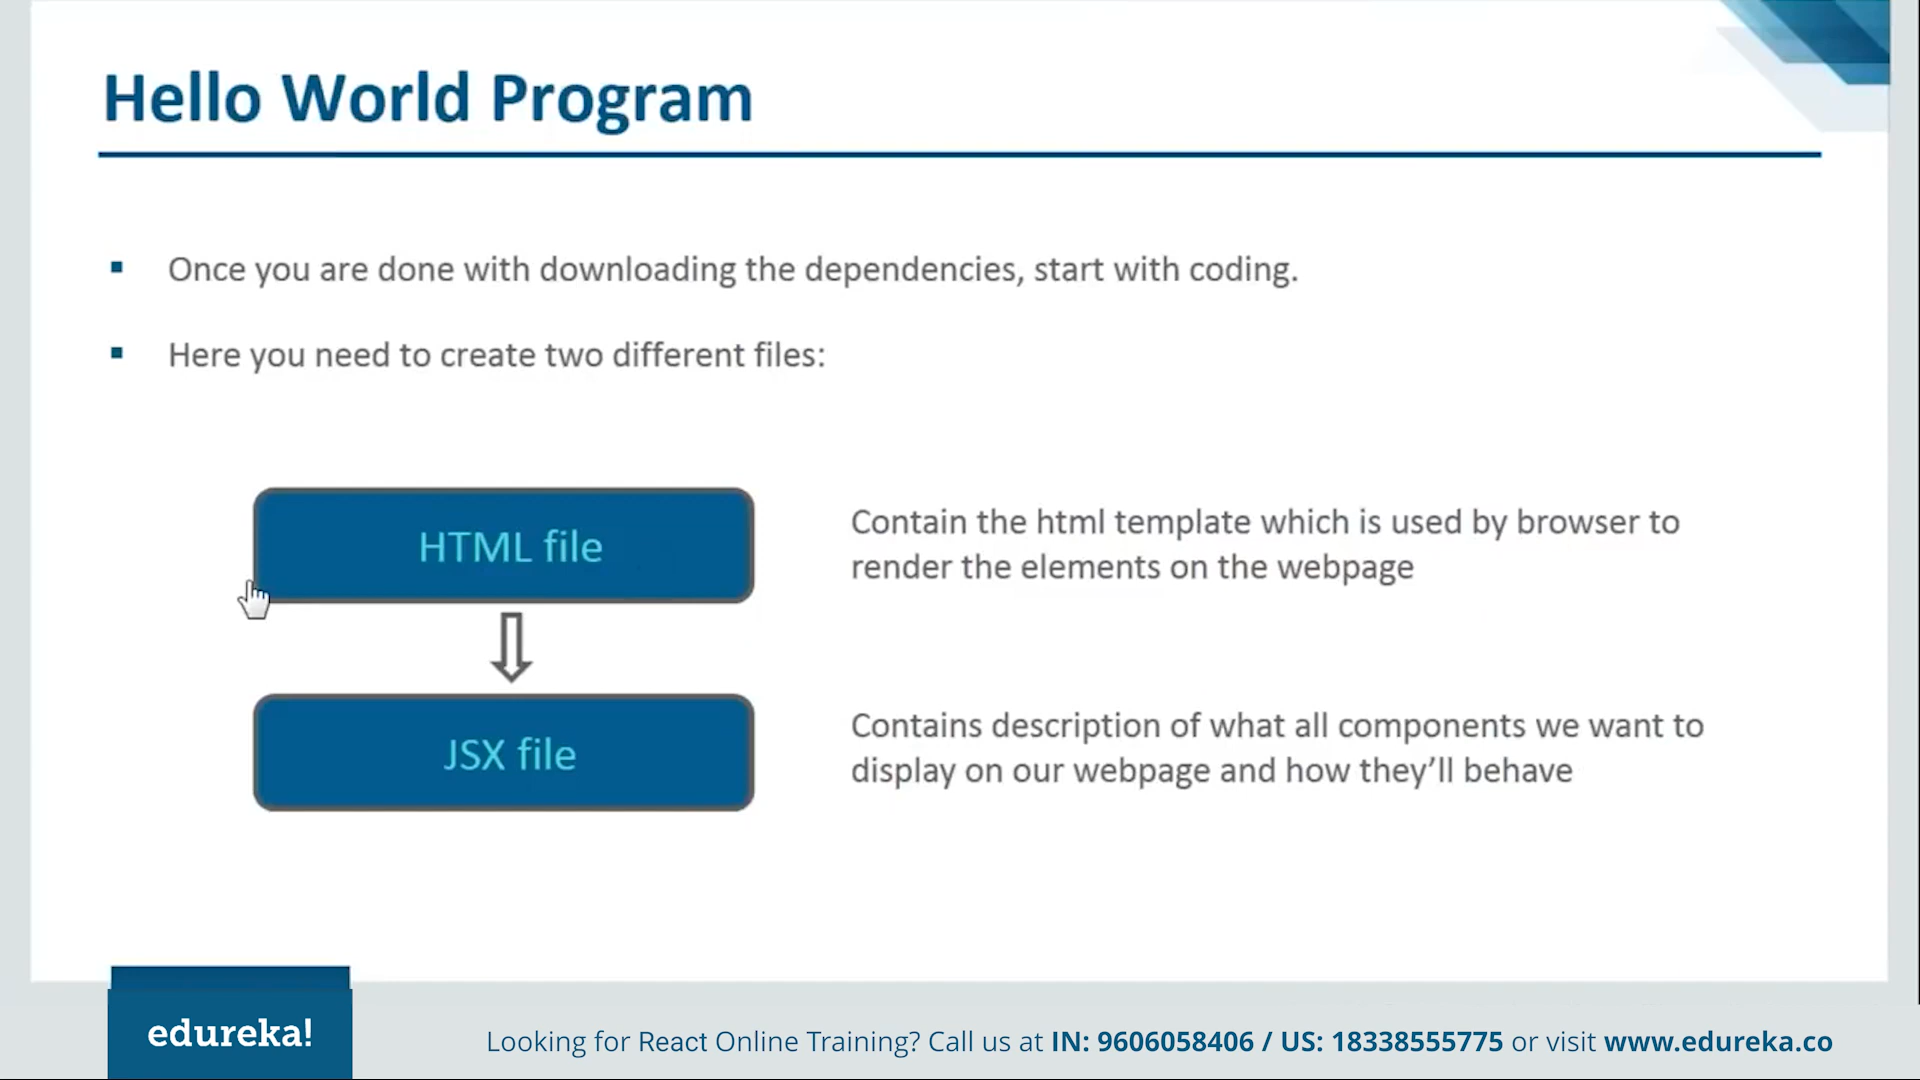 Hello World Program
Once you are done with downloading the dependencies, start with coding.
Here you need to create two different files:
HTML file
Contain the html template which is used by browser to
render the elements on the webpage
JSX file
Contains description of what all components we want to
display on our webpage and how they’ll behave
edureka!
Looking for React Online Training? Call us at IN: 9606058406 / US: 18338555775 or visit www.edureka.co